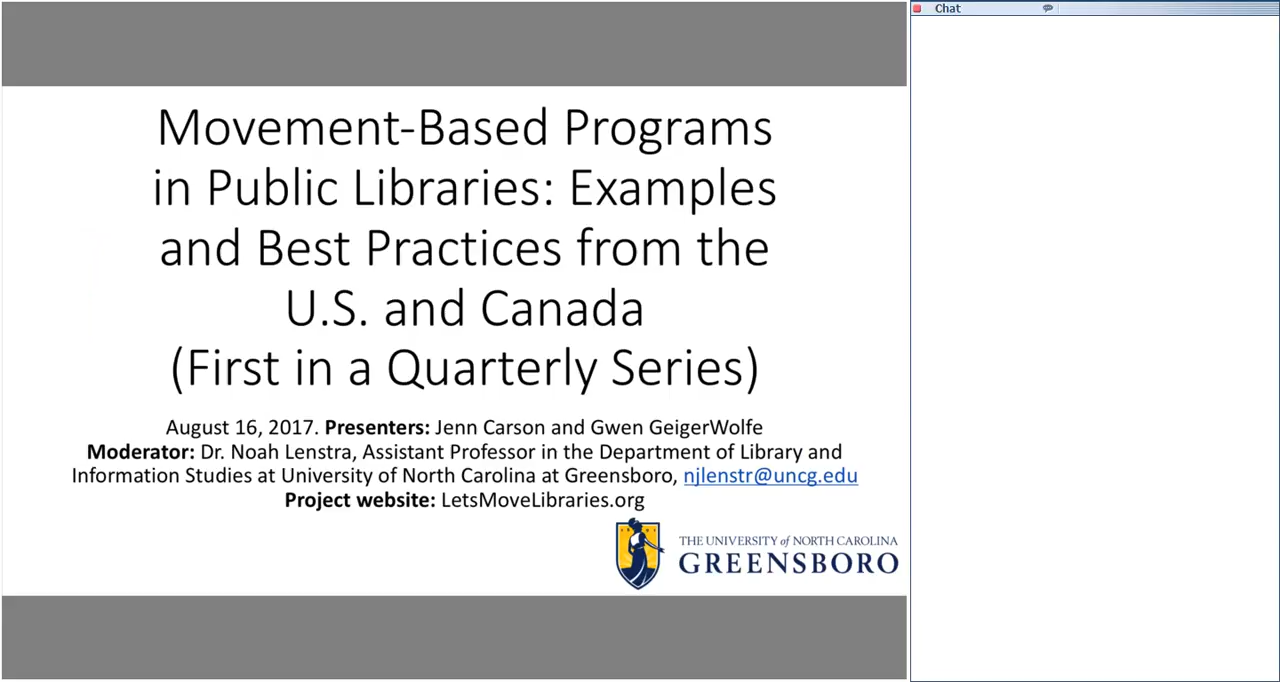 Chat
Movement-Based Programs
in Public Libraries: Examples
and Best Practices from the
U.S. and Canada
(First in a Quarterly Series)
August 16, 2017. Presenters: Jenn Carson and Gwen GeigerWolfe
Moderator: Dr. Noah Lenstra, Assistant Professor in the Department of Library and
Information Studies at University of North Carolina at Greensboro, njlenstr@uncg.edu
Project website: LetsMoveLibraries.org
THE UNIVERSITY of NORTH CAROLINA
GREENSBORO